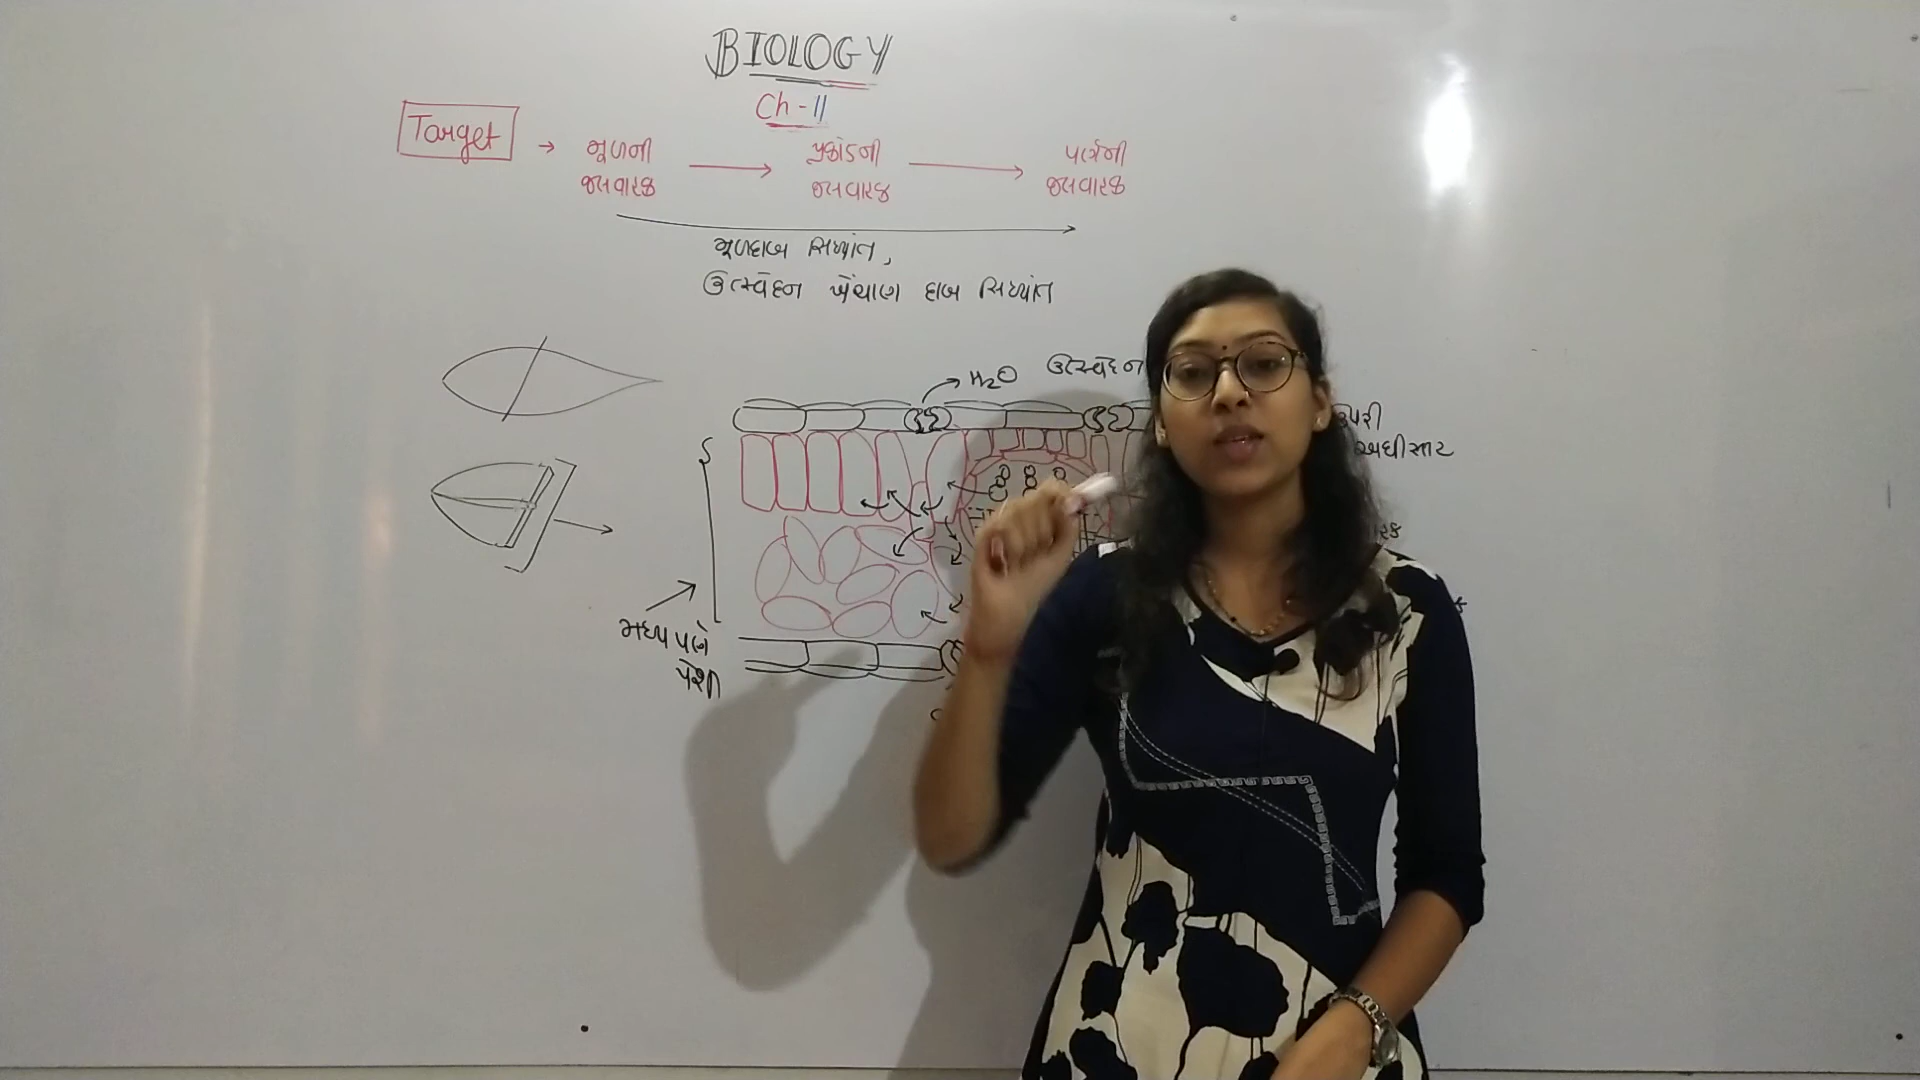 BIOLOGY
Ch-11
Target → મૂળની → પ્રકાંડની → પર્ણની
જલવાહક જલવાહક જલવાહક
મૂળદાબ સિધ્ધાંત,
ઉત્સ્વેદન ખેંચાણ દાબ સિધ્ધાંત
H₂O ઉત્સ્વેદન
ઉપરી
અધીસ્તર
મધ્ય પર્ણ
પેશી